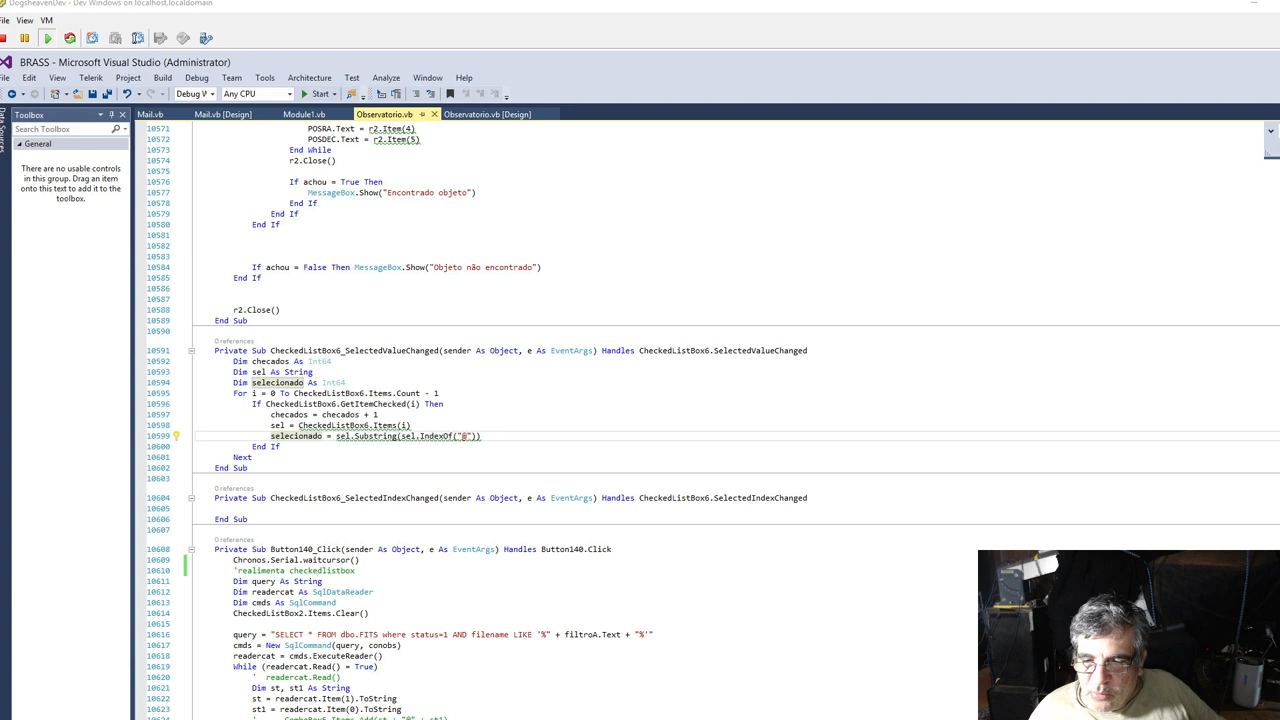 DogsheavenDev - Dev Windows on localhost.localdomain
File View VM
BRASS - Microsoft Visual Studio (Administrator)
File Edit View Telerik Project Build Debug Team Tools Architecture Test Analyze Window Help
Debug W Any CPU Start
Toolbox
Mail.vb Mail.vb [Design] Module1.vb Observatorio.vb Observatorio.vb [Design]
Search Toolbox
General
There are no usable controls
in this group. Drag an item
onto this text to add it to the
toolbox.
Data Sources
10571 POSRA.Text = r2.Item(4)
10572 POSDEC.Text = r2.Item(5)
10573 End While
10574 r2.Close()
10575
10576 If achou = True Then
10577 MessageBox.Show("Encontrado objeto")
10578 End If
10579 End If
10580 End If
10581
10582
10583
10584 If achou = False Then MessageBox.Show("Objeto não encontrado")
10585 End If
10586
10587
10588 r2.Close()
10589 End Sub
10590
0 references
10591 Private Sub CheckedListBox6_SelectedValueChanged(sender As Object, e As EventArgs) Handles CheckedListBox6.SelectedValueChanged
10592 Dim checados As Int64
10593 Dim sel As String
10594 Dim selecionado As Int64
10595 For i = 0 To CheckedListBox6.Items.Count - 1
10596 If CheckedListBox6.GetItemChecked(i) Then
10597 checados = checados + 1
10598 sel = CheckedListBox6.Items(i)
10599 selecionado = sel.Substring(sel.IndexOf("@"))
10600 End If
10601 Next
10602 End Sub
10603
0 references
10604 Private Sub CheckedListBox6_SelectedIndexChanged(sender As Object, e As EventArgs) Handles CheckedListBox6.SelectedIndexChanged
10605
10606 End Sub
10607
0 references
10608 Private Sub Button140_Click(sender As Object, e As EventArgs) Handles Button140.Click
10609 Chronos.Serial.waitcursor()
10610 'realimenta checkedlistbox
10611 Dim query As String
10612 Dim readercat As SqlDataReader
10613 Dim cmds As SqlCommand
10614 CheckedListBox2.Items.Clear()
10615
10616 query = "SELECT * FROM dbo.FITS where status=1 AND filename LIKE '%" + filtroA.Text + "%'"
10617 cmds = New SqlCommand(query, conobs)
10618 readercat = cmds.ExecuteReader()
10619 While (readercat.Read() = True)
10620 ' readercat.Read()
10621 Dim st, st1 As String
10622 st = readercat.Item(1).ToString
10623 st1 = readercat.Item(0).ToString
10624 ' ComboBox5.Items.Add(st + "@" + st1)